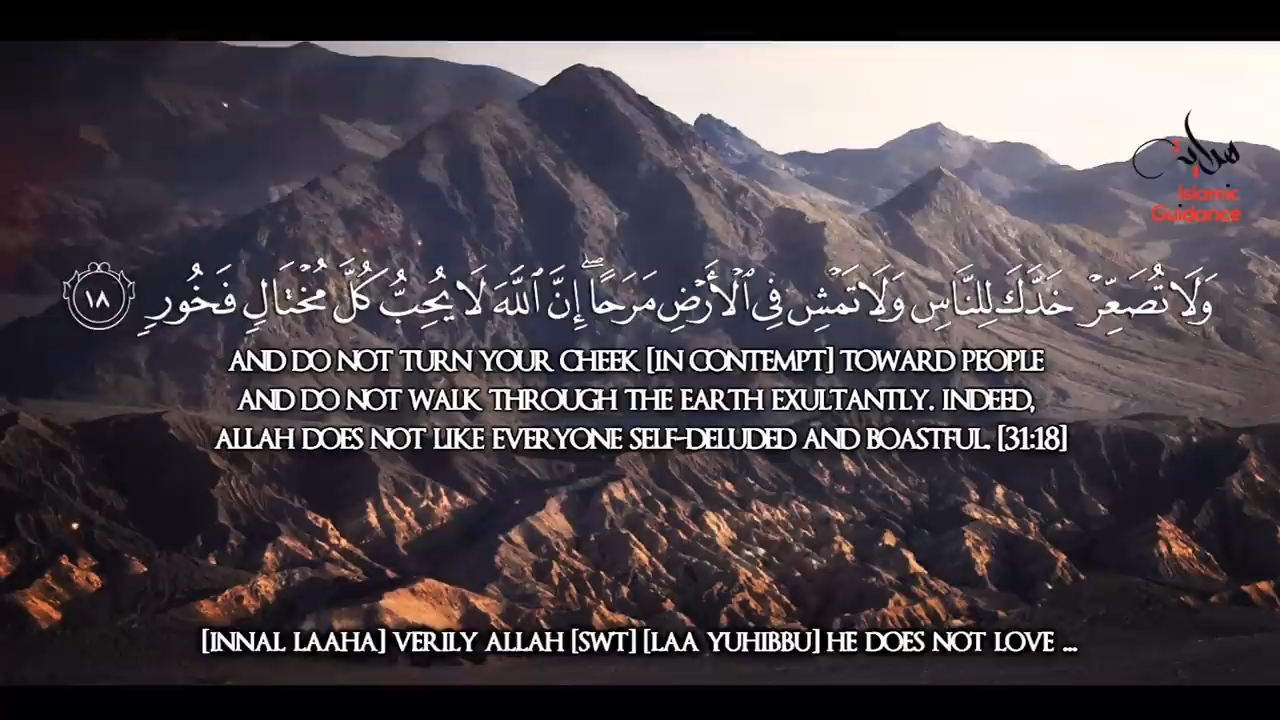 هداية
Islamic
Guidance
وَلَا تُصَعِّرْ خَدَّكَ لِلنَّاسِ وَلَا تَمْشِ فِى ٱلْأَرْضِ مَرَحًا ۖ إِنَّ ٱللَّهَ لَا يُحِبُّ كُلَّ مُخْتَالٍ فَخُورٍ ١٨
AND DO NOT TURN YOUR CHEEK [IN CONTEMPT] TOWARD PEOPLE
AND DO NOT WALK THROUGH THE EARTH EXULTANTLY. INDEED,
ALLAH DOES NOT LIKE EVERYONE SELF-DELUDED AND BOASTFUL. [31:18]
[INNAL LAAHA] VERILY ALLAH [SWT] [LAA YUHIBBU] HE DOES NOT LOVE ...